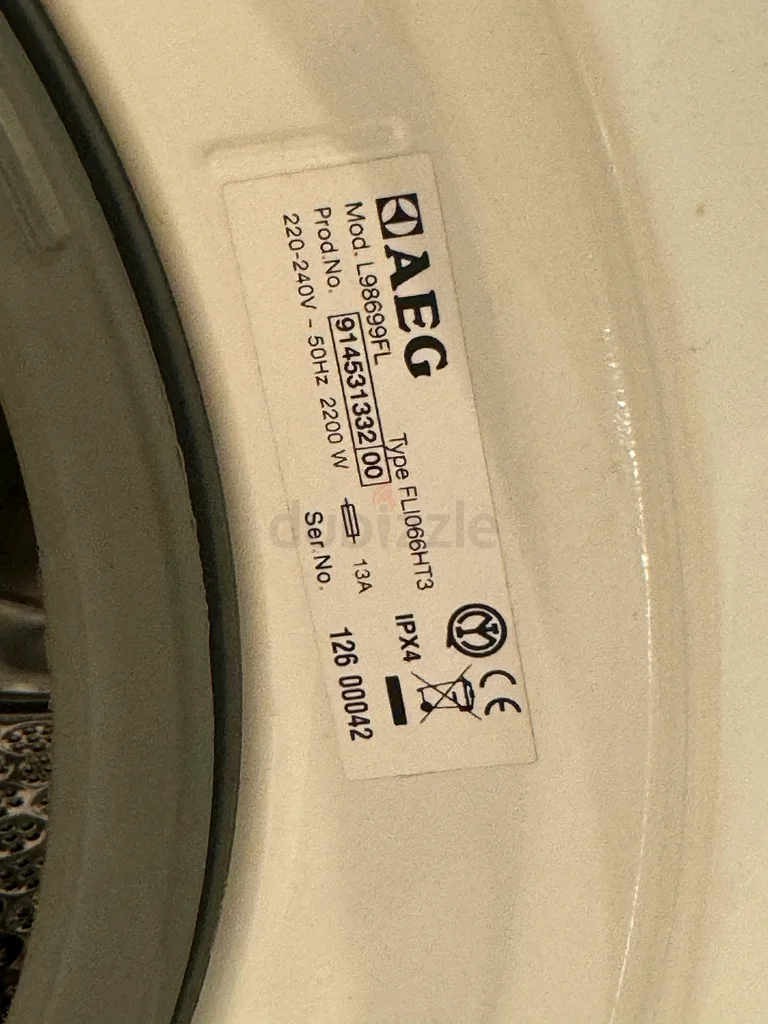 AEG
Mod. L98699FL Type FLI066HT3
Prod.No. 914531332 00 IPX4
220-240V ~ 50Hz 2200 W 13A
Ser.No. 126 00042
CE
dubizzle